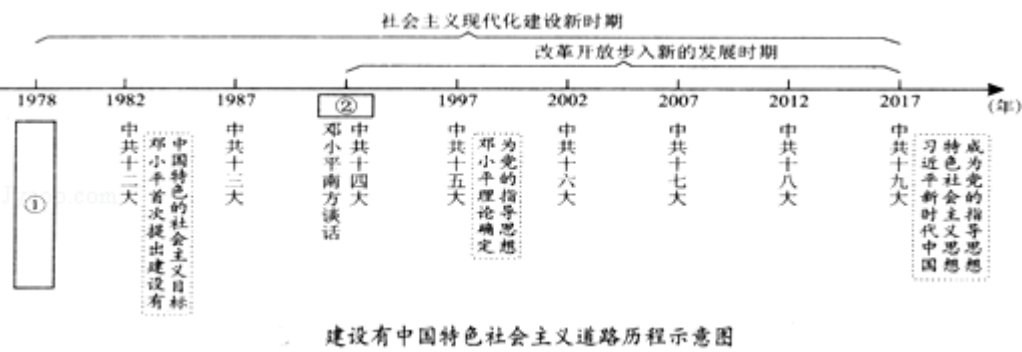 社会主义现代化建设新时期
改革开放步入新的发展时期
1978 1982 1987 ② 1997 2002 2007 2012 2017 (年)
①
中共十二大
邓小平首次提出建设有
中国特色的社会主义目标
中共十二大
邓小平南方谈话
中共十四大
中共十五大
邓小平理论确定
为党的指导思想
中共十六大
中共十七大
中共十八大
中共十九大
习近平新时代中国
特色社会主义思想
成为党的指导思想
建设有中国特色社会主义道路历程示意图